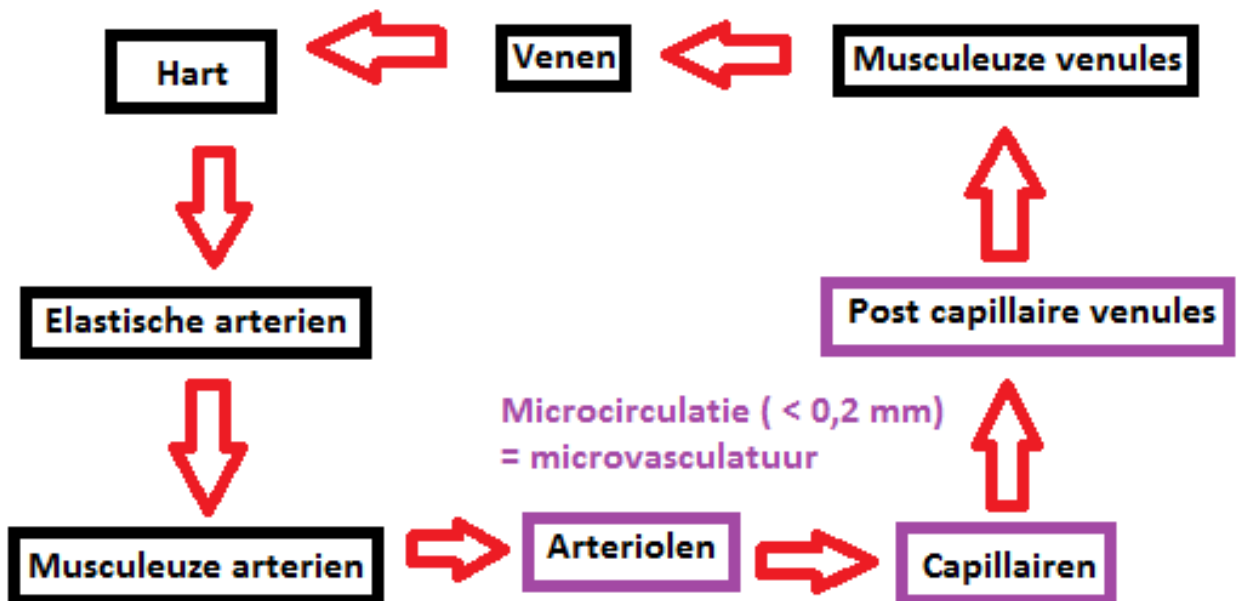 Hart
Venen
Musculeuze venules
Elastische arterien
Post capillaire venules
Microcirculatie ( < 0,2 mm)
= microvasculatuur
Musculeuze arterien
Arteriolen
Capillairen